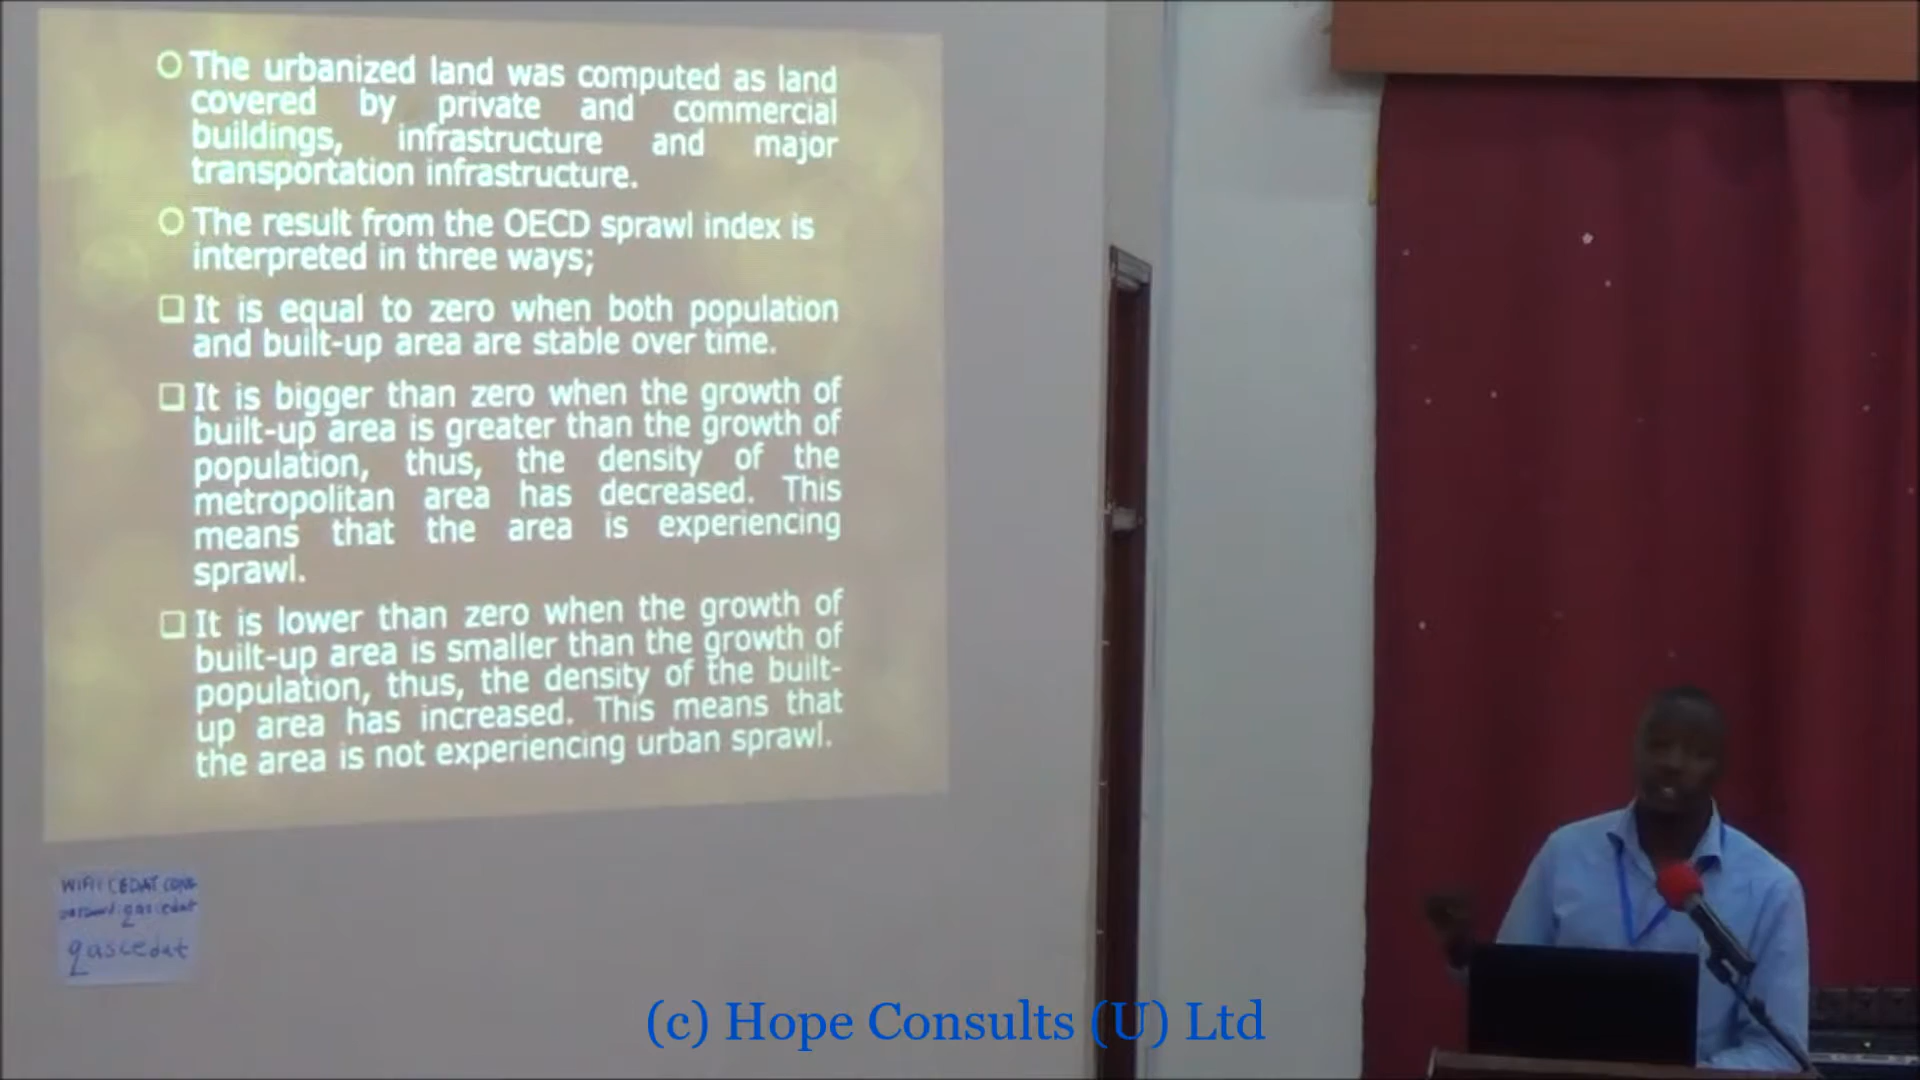 The urbanized land was computed as land
covered by private and commercial
buildings, infrastructure and major
transportation infrastructure.
The result from the OECD sprawl index is
interpreted in three ways;
It is equal to zero when both population
and built-up area are stable over time.
It is bigger than zero when the growth of
built-up area is greater than the growth of
population, thus, the density of the
metropolitan area has decreased. This
means that the area is experiencing
sprawl.
It is lower than zero when the growth of
built-up area is smaller than the growth of
population, thus, the density of the built-
up area has increased. This means that
the area is not experiencing urban sprawl.
WIFI CEDAT CONF
qascedat
(c) Hope Consults (U) Ltd